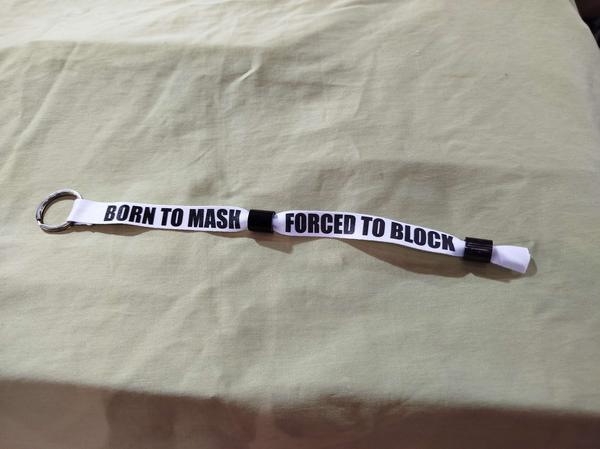 BORN TO MASK FORCED TO BLOCK